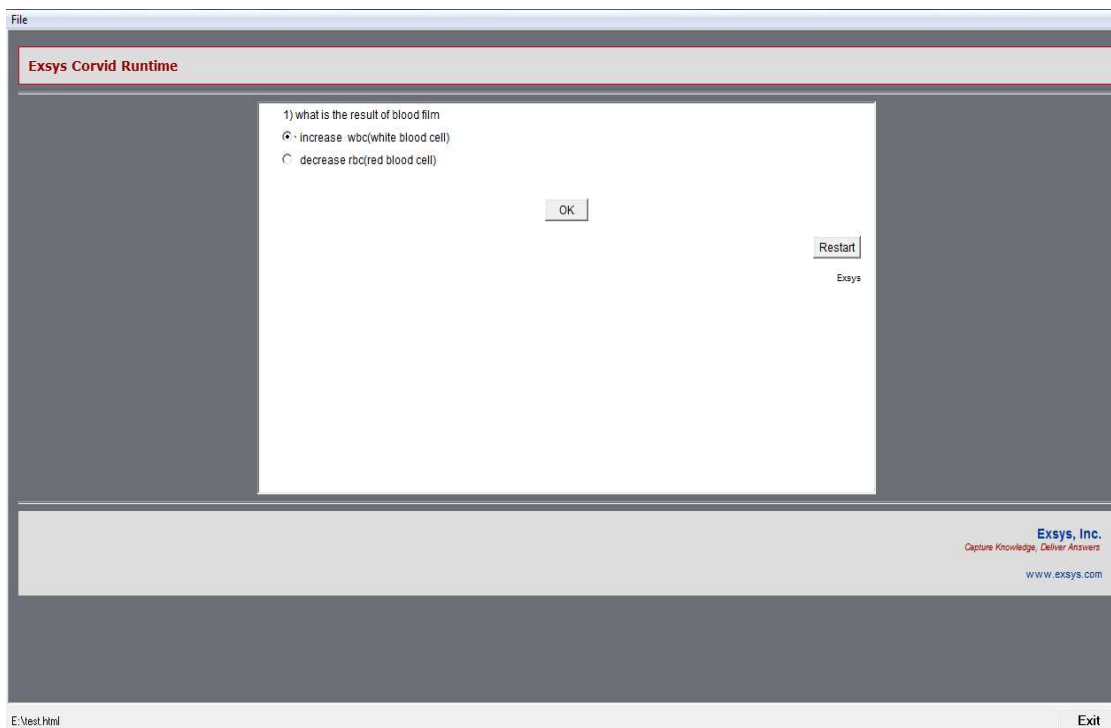 File
Exsys Corvid Runtime
1) what is the result of blood film
increase wbc(white blood cell)
decrease rbc(red blood cell)
OK
Restart
Exsys
Exsys, Inc.
Capture Knowledge, Deliver Answers
www.exsys.com
E:\test.html
Exit